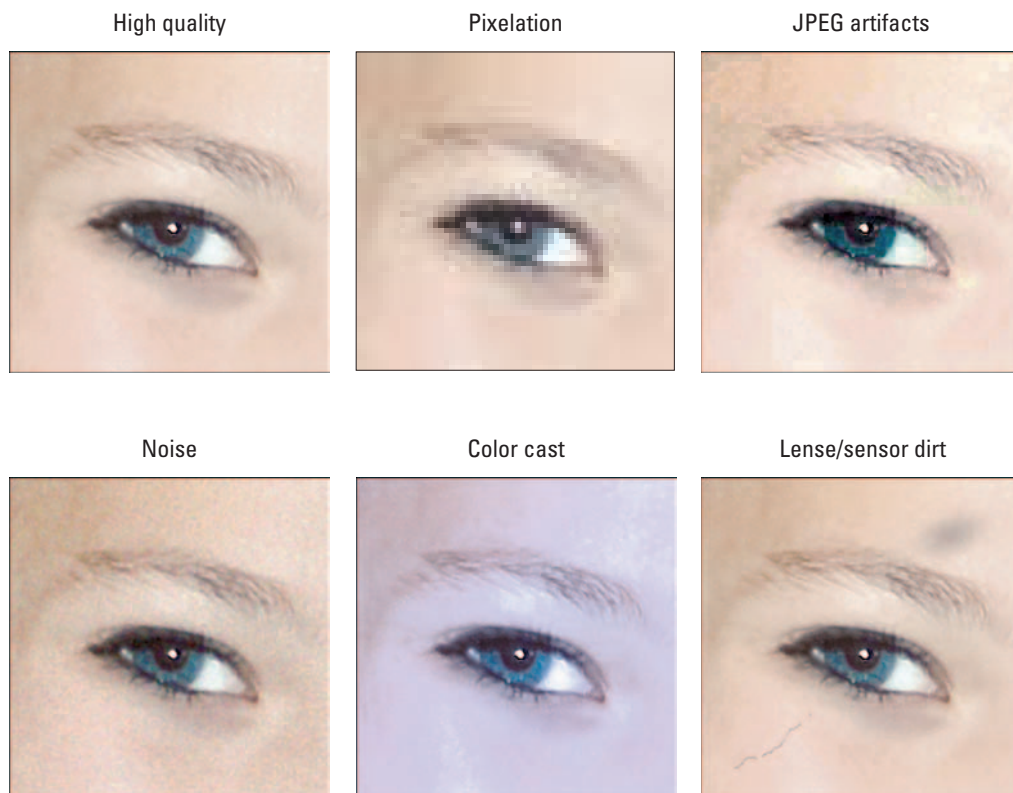 High quality
Pixelation
JPEG artifacts
Noise
Color cast
Lense/sensor dirt